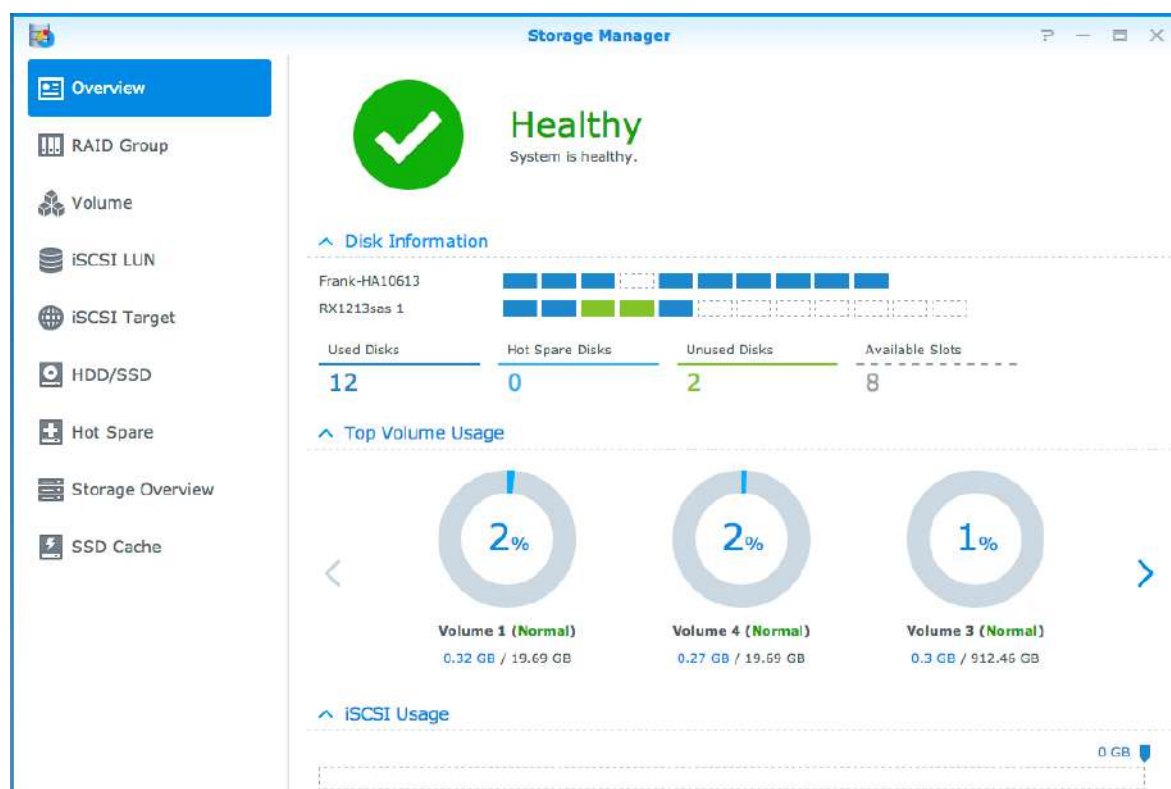 Storage Manager
Overview
RAID Group
Volume
iSCSI LUN
iSCSI Target
HDD/SSD
Hot Spare
Storage Overview
SSD Cache
Healthy
System is healthy.
Disk Information
Frank-HA10613
RX1213sas 1
Used Disks Hot Spare Disks Unused Disks Available Slots
12 0 2 8
Top Volume Usage
2% 2% 1%
Volume 1 (Normal) Volume 4 (Normal) Volume 3 (Normal)
0.32 GB / 19.69 GB 0.27 GB / 19.69 GB 0.3 GB / 912.46 GB
iSCSI Usage
0 GB